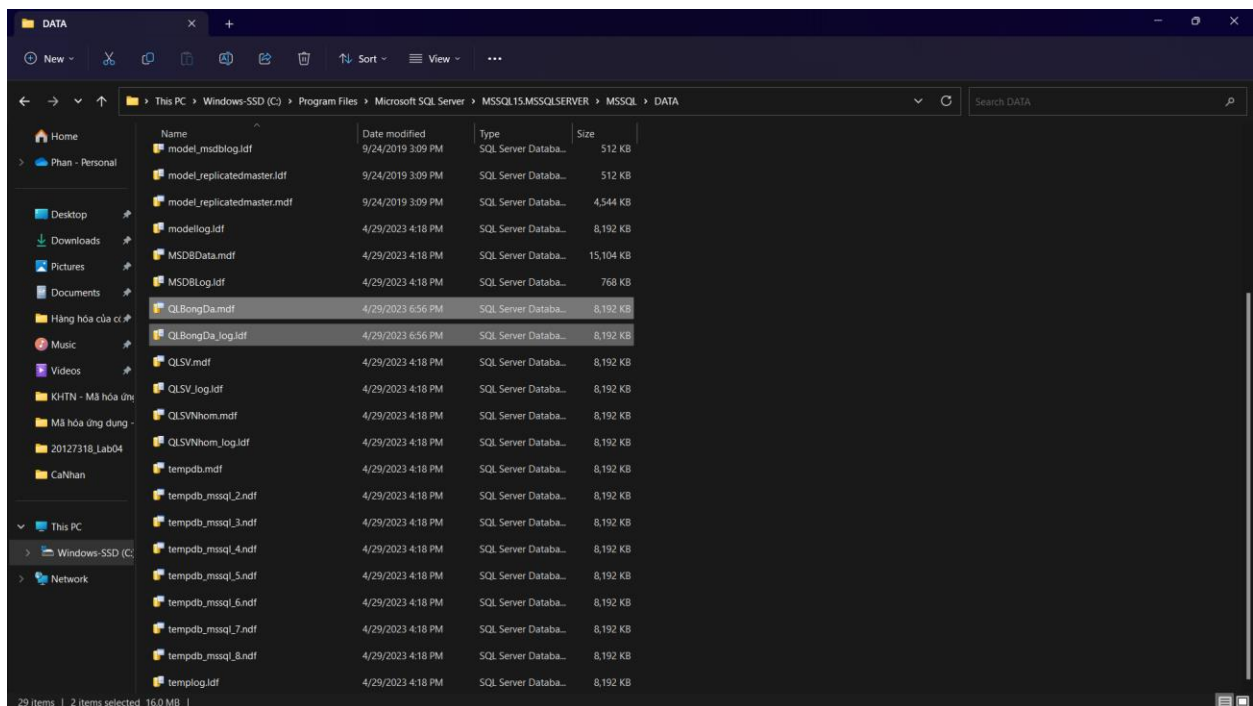 DATA
New
Sort
View
This PC > Windows-SSD (C:) > Program Files > Microsoft SQL Server > MSSQL15.MSSQLSERVER > MSSQL > DATA
Search DATA
Home
Phan - Personal
Desktop
Downloads
Pictures
Documents
Hàng hóa của
Music
Videos
KHTN - Mã hóa ứng
Mã hóa ứng dụng -
20127318_Lab04
CaNhan
This PC
Windows-SSD (C:
Network
Name Date modified Type Size
model_msdblog.ldf 9/24/2019 3:09 PM SQL Server Databa... 512 KB
model_replicatedmaster.ldf 9/24/2019 3:09 PM SQL Server Databa... 512 KB
model_replicatedmaster.mdf 9/24/2019 3:09 PM SQL Server Databa... 4,544 KB
modellog.ldf 4/29/2023 4:18 PM SQL Server Databa... 8,192 KB
MSDBData.mdf 4/29/2023 4:18 PM SQL Server Databa... 15,104 KB
MSDBLog.ldf 4/29/2023 4:18 PM SQL Server Databa... 768 KB
QLBongDa.mdf 4/29/2023 6:56 PM SQL Server Databa... 8,192 KB
QLBongDa_log.ldf 4/29/2023 6:56 PM SQL Server Databa... 8,192 KB
QLSV.mdf 4/29/2023 4:18 PM SQL Server Databa... 8,192 KB
QLSV_log.ldf 4/29/2023 4:18 PM SQL Server Databa... 8,192 KB
QLSVNhom.mdf 4/29/2023 4:18 PM SQL Server Databa... 8,192 KB
QLSVNhom_log.ldf 4/29/2023 4:18 PM SQL Server Databa... 8,192 KB
tempdb.mdf 4/29/2023 4:18 PM SQL Server Databa... 8,192 KB
tempdb_mssql_2.ndf 4/29/2023 4:18 PM SQL Server Databa... 8,192 KB
tempdb_mssql_3.ndf 4/29/2023 4:18 PM SQL Server Databa... 8,192 KB
tempdb_mssql_4.ndf 4/29/2023 4:18 PM SQL Server Databa... 8,192 KB
tempdb_mssql_5.ndf 4/29/2023 4:18 PM SQL Server Databa... 8,192 KB
tempdb_mssql_6.ndf 4/29/2023 4:18 PM SQL Server Databa... 8,192 KB
tempdb_mssql_7.ndf 4/29/2023 4:18 PM SQL Server Databa... 8,192 KB
tempdb_mssql_8.ndf 4/29/2023 4:18 PM SQL Server Databa... 8,192 KB
templog.ldf 4/29/2023 4:18 PM SQL Server Databa... 8,192 KB
29 items | 2 items selected 16.0 MB |